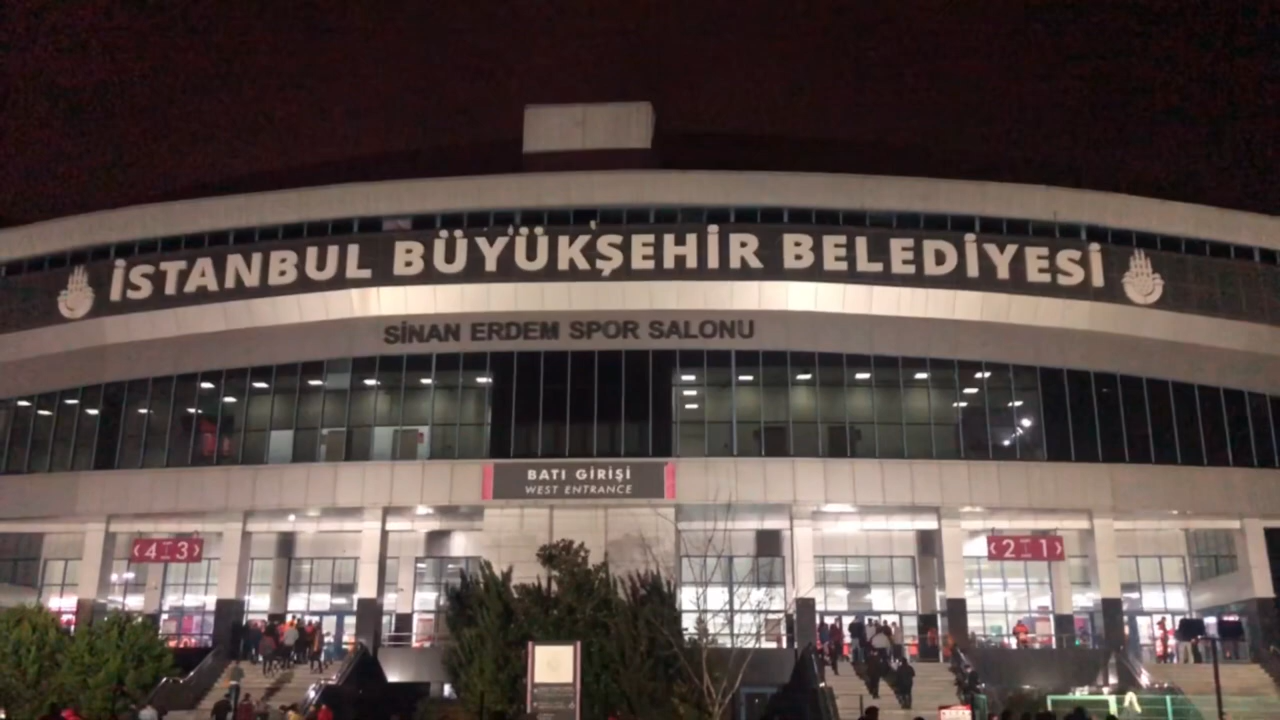 İSTANBUL BÜYÜKŞEHİR BELEDİYESİ
SİNAN ERDEM SPOR SALONU
BATI GİRİŞİ
WEST ENTRANCE
4 3
2 1